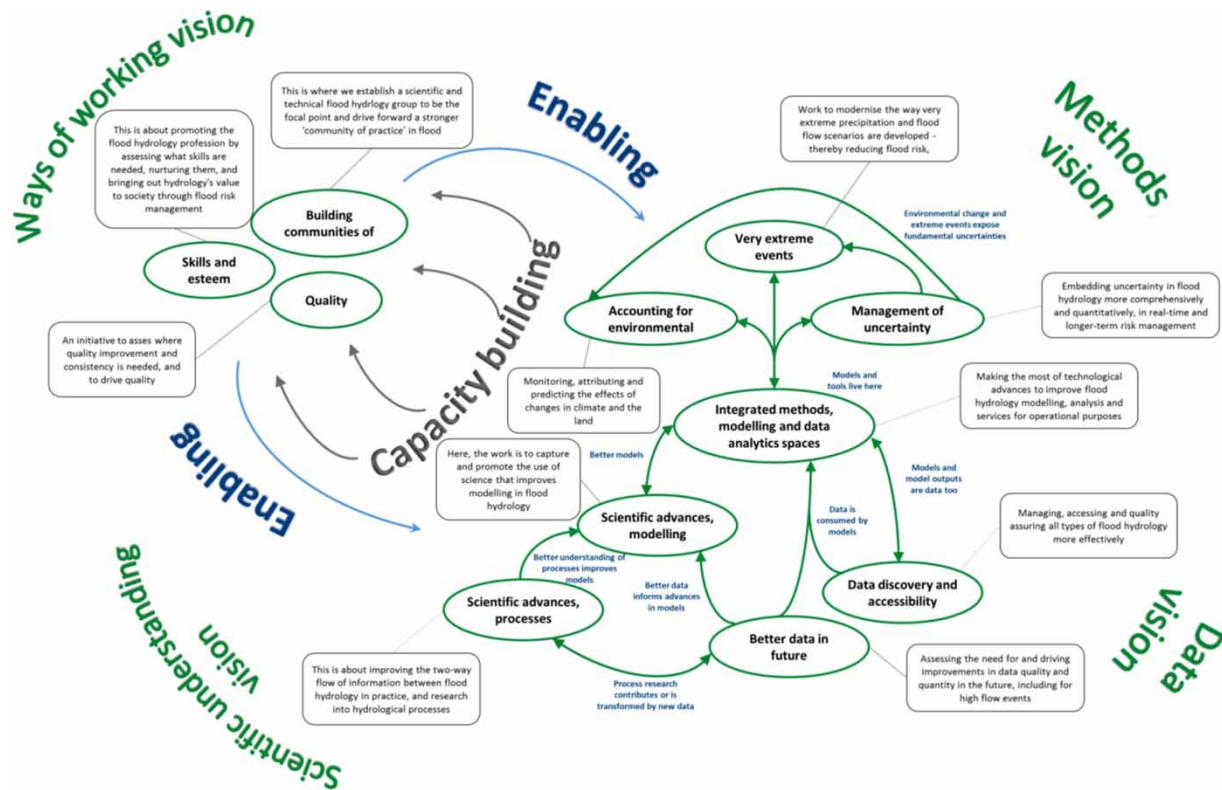 Ways of working vision
This is where we establish a scientific and
technical flood hydrlogy group to be the
focal point and drive forward a stronger
'community of practice' in flood
This is about promoting the
flood hydrology profession by
assessing what skills are
needed, nurturing them, and
bringing out hydrology's value
to society through flood risk
management
Building
communities of
Skills and
esteem
Quality
An initiative to asses where
quality improvement and
consistency is needed, and
to drive quality
Enabling
Capacity building
Enabling
Methods
vision
Work to modernise the way very
extreme precipitation and flood
flow scenarios are developed -
thereby reducing flood risk,
Environmental change and
extreme events expose
fundamental uncertainties
Very extreme
events
Accounting for
environmental
Management of
uncertainty
Embedding uncertainty in flood
hydrology more comprehensively
and quantitatively, in real-time and
longer-term risk management
Monitoring, attributing and
predicting the effects of
changes in climate and the
land
Models and
tools live here
Making the most of technological
advances to improve flood
hydrology modelling, analysis and
services for operational purposes
Integrated methods,
modelling and data
analytics spaces
Here, the work is to capture
and promote the use of
science that improves
modelling in flood
hydrology
Better models
Models and
model outputs
are data too
Data is
consumed by
models
Managing, accessing and quality
assuring all types of flood hydrology
more effectively
Scientific advances,
modelling
Better understanding of
processes improves
models
Better data
informs advances
in models
Data discovery and
accessibility
Scientific advances,
processes
Better data in
future
This is about improving the two-way
flow of information between flood
hydrology in practice, and research
into hydrological processes
Process research
contributes or is
transformed by new data
Assessing the need for and driving
improvements in data quality and
quantity in the future, including for
high flow events
Scientific understanding
vision
Data
vision